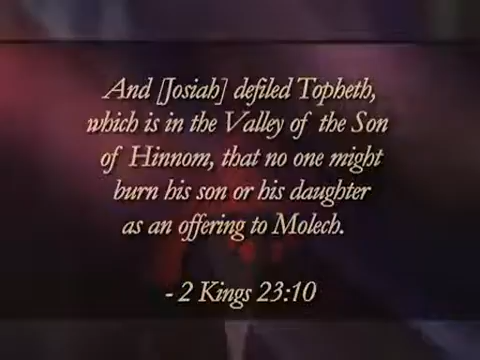 And [Josiah] defiled Topheth,
which is in the Valley of the Son
of Hinnom, that no one might
burn his son or his daughter
as an offering to Molech.
- 2 Kings 23:10